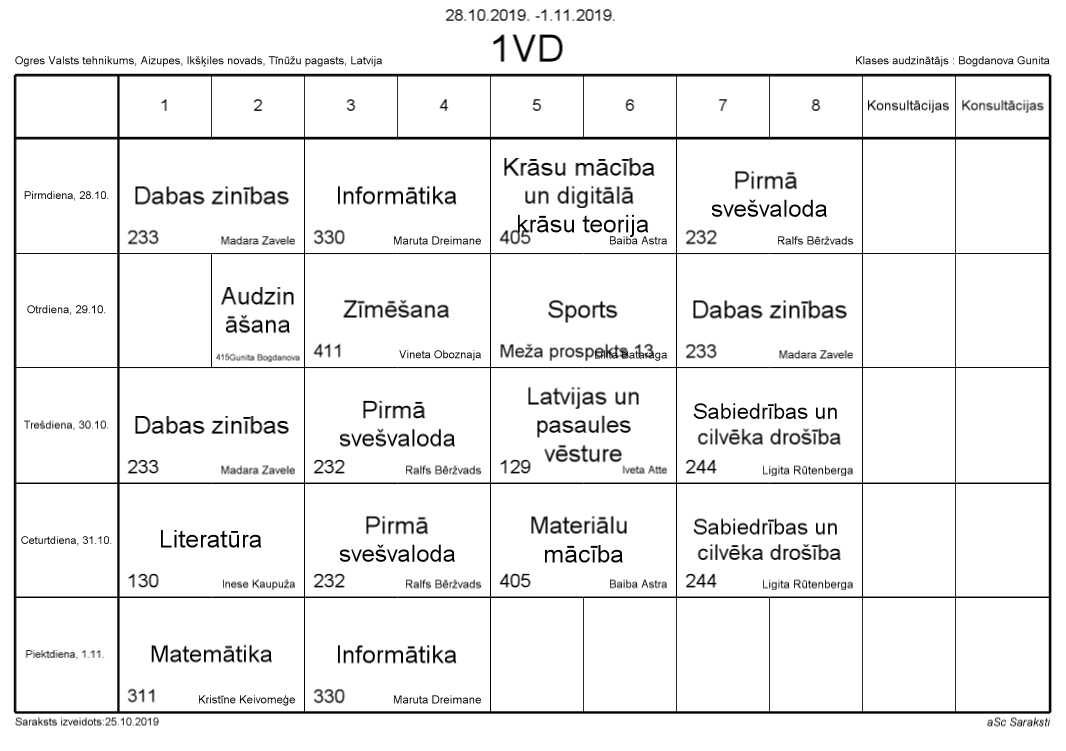 28.10.2019. -1.11.2019.
1VD
Ogres Valsts tehnikums, Aizupes, Ikšķiles novads, Tīnūžu pagasts, Latvija
Klases audzinātājs : Bogdanova Gunita
1 2 3 4 5 6 7 8 Konsultācijas Konsultācijas
Pirmdiena, 28.10.
Dabas zinības
233 Madara Zavele
Informātika
330 Maruta Dreimane
Krāsu mācība
un digitālā
krāsu teorija
405 Baiba Astra
Pirmā
svešvaloda
232 Ralfs Bēržvads
Otrdiena, 29.10.
Audzin
āšana
415Gunita Bogdanova
Zīmēšana
411 Vineta Oboznaja
Sports
Meža prospekts 13 Bataraga
Dabas zinības
233 Madara Zavele
Trešdiena, 30.10.
Dabas zinības
233 Madara Zavele
Pirmā
svešvaloda
232 Ralfs Bēržvads
Latvijas un
pasaules
vēsture
129 Iveta Atte
Sabiedrības un
cilvēka drošība
244 Ligita Rūtenberga
Ceturtdiena, 31.10.
Literatūra
130 Inese Kaupuža
Pirmā
svešvaloda
232 Ralfs Bēržvads
Materiālu
mācība
405 Baiba Astra
Sabiedrības un
cilvēka drošība
244 Ligita Rūtenberga
Piektdiena, 1.11.
Matemātika
311 Kristīne Keivomeģe
Informātika
330 Maruta Dreimane
Saraksts izveidots:25.10.2019
aSc Saraksti